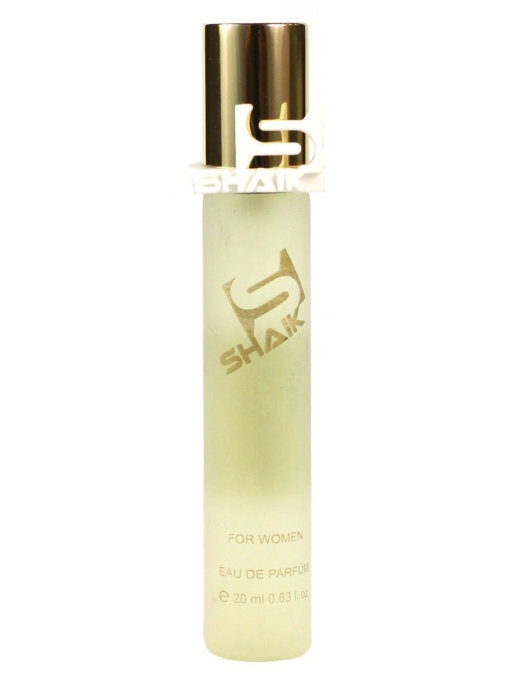 SHAIK
SHAIK
FOR WOMEN
EAU DE PARFUM
e 20 ml 0.63 fl.oz